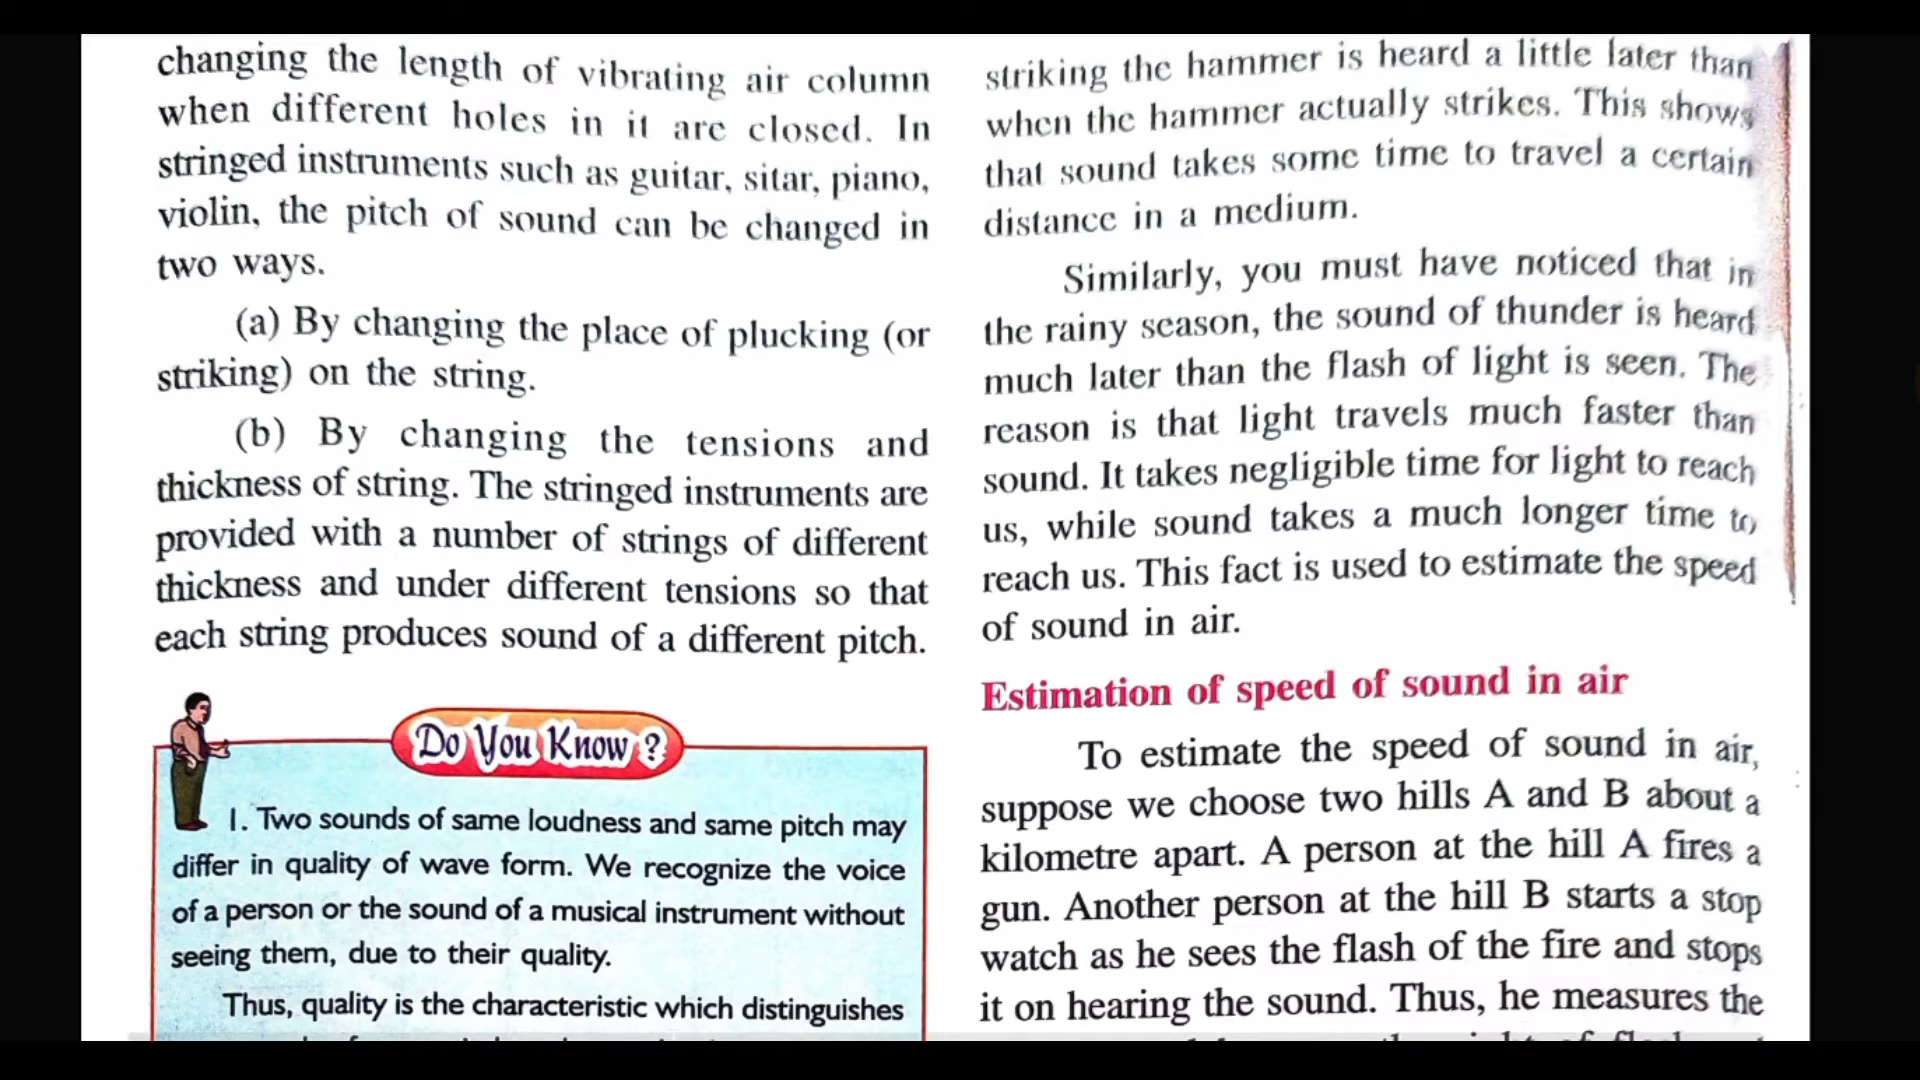 changing the length of vibrating air column
when different holes in it are closed. In
stringed instruments such as guitar, sitar, piano,
violin, the pitch of sound can be changed in
two ways.
(a) By changing the place of plucking (or
striking) on the string.
(b) By changing the tensions and
thickness of string. The stringed instruments are
provided with a number of strings of different
thickness and under different tensions so that
each string produces sound of a different pitch.
Do You Know ?
1. Two sounds of same loudness and same pitch may
differ in quality of wave form. We recognize the voice
of a person or the sound of a musical instrument without
seeing them, due to their quality.
Thus, quality is the characteristic which distinguishes
striking the hammer is heard a little later than
when the hammer actually strikes. This shows
that sound takes some time to travel a certain
distance in a medium.
Similarly, you must have noticed that in
the rainy season, the sound of thunder is heard
much later than the flash of light is seen. The
reason is that light travels much faster than
sound. It takes negligible time for light to reach
us, while sound takes a much longer time to
reach us. This fact is used to estimate the speed
of sound in air.
Estimation of speed of sound in air
To estimate the speed of sound in air,
suppose we choose two hills A and B about a
kilometre apart. A person at the hill A fires a
gun. Another person at the hill B starts a stop
watch as he sees the flash of the fire and stops
it on hearing the sound. Thus, he measures the